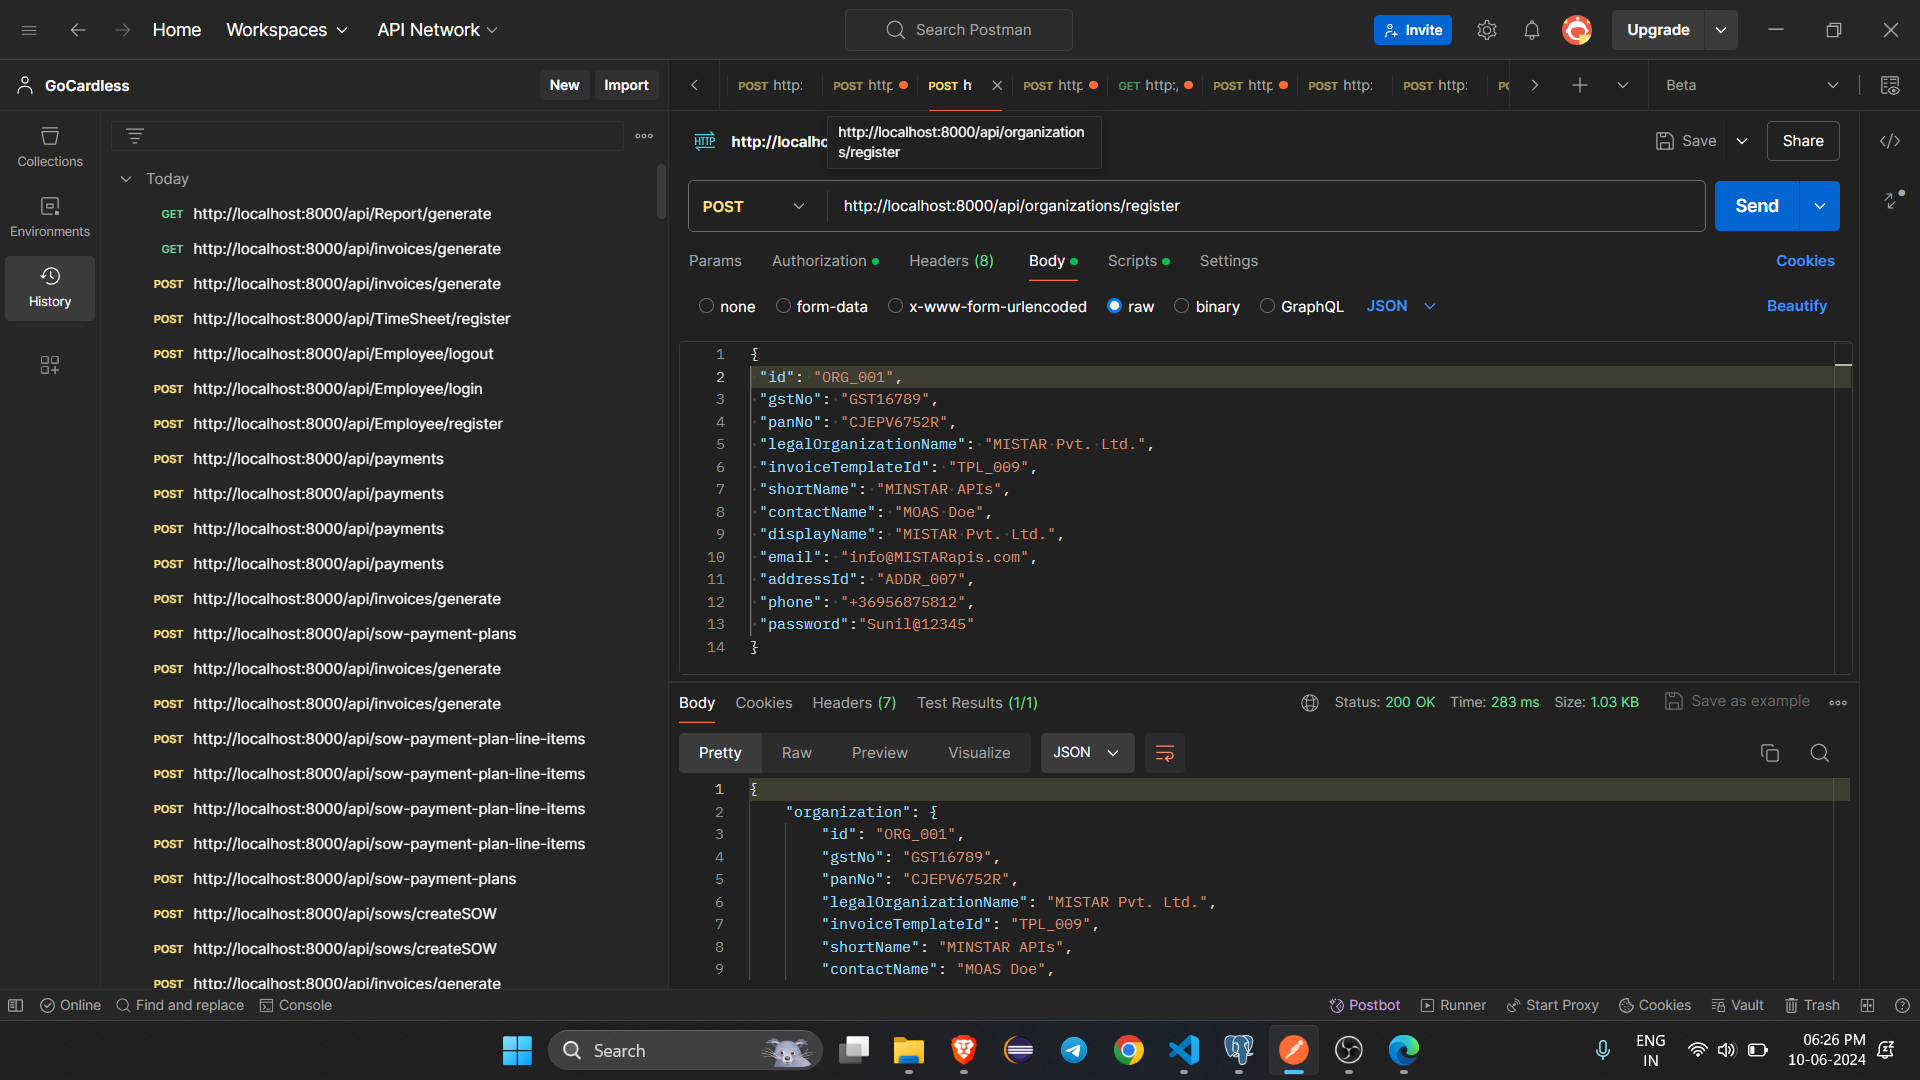 Home
Workspaces
API Network
Search Postman
Invite
Upgrade
GoCardless
New
Import
POST http:
POST http
POST h
POST http
GET http:
POST http
POST http:
POST http:
Beta
Collections
Environments
History
Today
GET http://localhost:8000/api/Report/generate
GET http://localhost:8000/api/invoices/generate
POST http://localhost:8000/api/invoices/generate
POST http://localhost:8000/api/TimeSheet/register
POST http://localhost:8000/api/Employee/logout
POST http://localhost:8000/api/Employee/login
POST http://localhost:8000/api/Employee/register
POST http://localhost:8000/api/payments
POST http://localhost:8000/api/payments
POST http://localhost:8000/api/payments
POST http://localhost:8000/api/payments
POST http://localhost:8000/api/invoices/generate
POST http://localhost:8000/api/sow-payment-plans
POST http://localhost:8000/api/invoices/generate
POST http://localhost:8000/api/invoices/generate
POST http://localhost:8000/api/sow-payment-plan-line-items
POST http://localhost:8000/api/sow-payment-plan-line-items
POST http://localhost:8000/api/sow-payment-plan-line-items
POST http://localhost:8000/api/sow-payment-plan-line-items
POST http://localhost:8000/api/sow-payment-plans
POST http://localhost:8000/api/sows/createSOW
POST http://localhost:8000/api/sows/createSOW
POST http://localhost:8000/api/invoices/generate
HTTP http://localho
http://localhost:8000/api/organization
s/register
Save
Share
POST http://localhost:8000/api/organizations/register
Send
Params Authorization Headers (8) Body Scripts Settings Cookies
none form-data x-www-form-urlencoded raw binary GraphQL JSON Beautify
1 {
2 "id": "ORG_001",
3 "gstNo": "GST16789",
4 "panNo": "CJEPV6752R",
5 "legalOrganizationName": "MISTAR Pvt. Ltd.",
6 "invoiceTemplateId": "TPL_009",
7 "shortName": "MINSTAR APIs",
8 "contactName": "MOAS Doe",
9 "displayName": "MISTAR Pvt. Ltd.",
10 "email": "info@MISTARapis.com",
11 "addressId": "ADDR_007",
12 "phone": "+36956875812",
13 "password":"Sunil@12345"
14 }
Body Cookies Headers (7) Test Results (1/1) Status: 200 OK Time: 283 ms Size: 1.03 KB Save as example
Pretty Raw Preview Visualize JSON
1 {
2 "organization": {
3 "id": "ORG_001",
4 "gstNo": "GST16789",
5 "panNo": "CJEPV6752R",
6 "legalOrganizationName": "MISTAR Pvt. Ltd.",
7 "invoiceTemplateId": "TPL_009",
8 "shortName": "MINSTAR APIs",
9 "contactName": "MOAS Doe",
Online Find and replace Console Postbot Runner Start Proxy Cookies Vault Trash
Search
ENG
IN
06:26 PM
10-06-2024